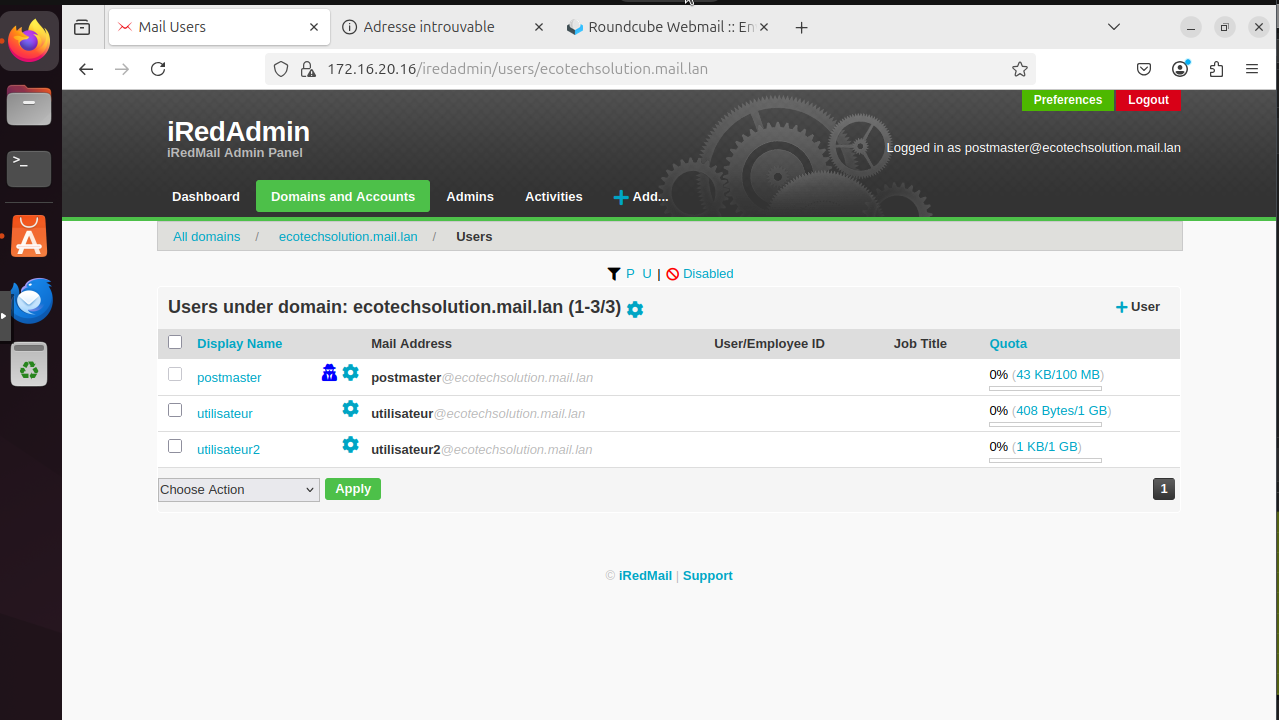 Mail Users
Adresse introuvable
Roundcube Webmail :: En
172.16.20.16/iredadmin/users/ecotechsolution.mail.lan
Preferences
Logout
iRedAdmin
iRedMail Admin Panel
Logged in as postmaster@ecotechsolution.mail.lan
Dashboard
Domains and Accounts
Admins
Activities
Add...
All domains / ecotechsolution.mail.lan / Users
P U | Disabled
Users under domain: ecotechsolution.mail.lan (1-3/3)
+ User
Display Name Mail Address User/Employee ID Job Title Quota
postmaster postmaster@ecotechsolution.mail.lan 0% (43 KB/100 MB)
utilisateur utilisateur@ecotechsolution.mail.lan 0% (408 Bytes/1 GB)
utilisateur2 utilisateur2@ecotechsolution.mail.lan 0% (1 KB/1 GB)
Choose Action Apply 1
© iRedMail | Support